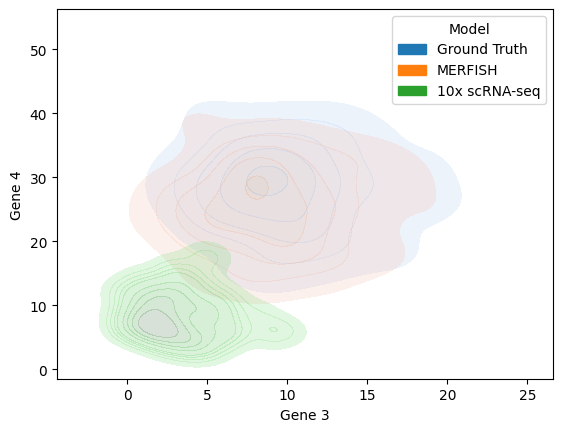 Model
Ground Truth
MERFISH
10x scRNA-seq
50
40
30
20
10
0
Gene 4
0 5 10 15 20 25
Gene 3